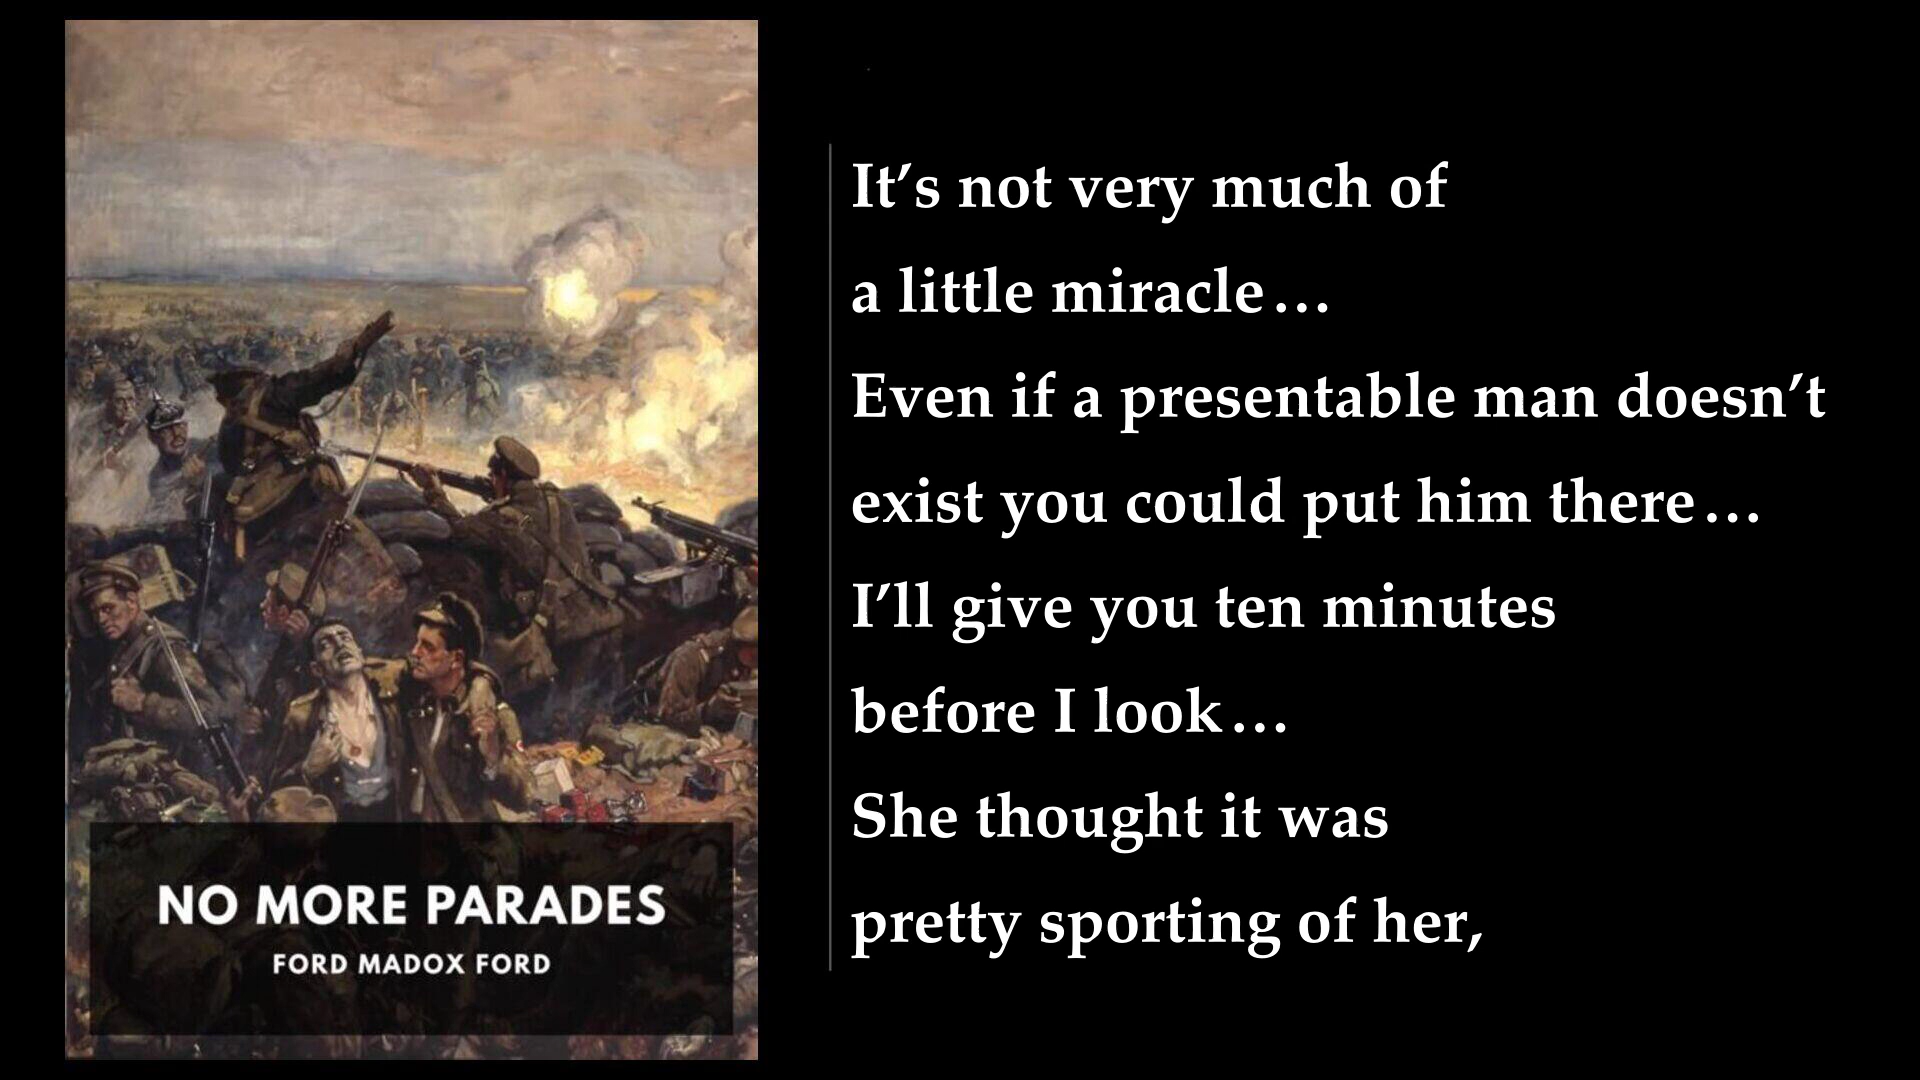 NO MORE PARADES
FORD MADOX FORD
It’s not very much of
a little miracle…
Even if a presentable man doesn’t
exist you could put him there…
I’ll give you ten minutes
before I look…
She thought it was
pretty sporting of her,